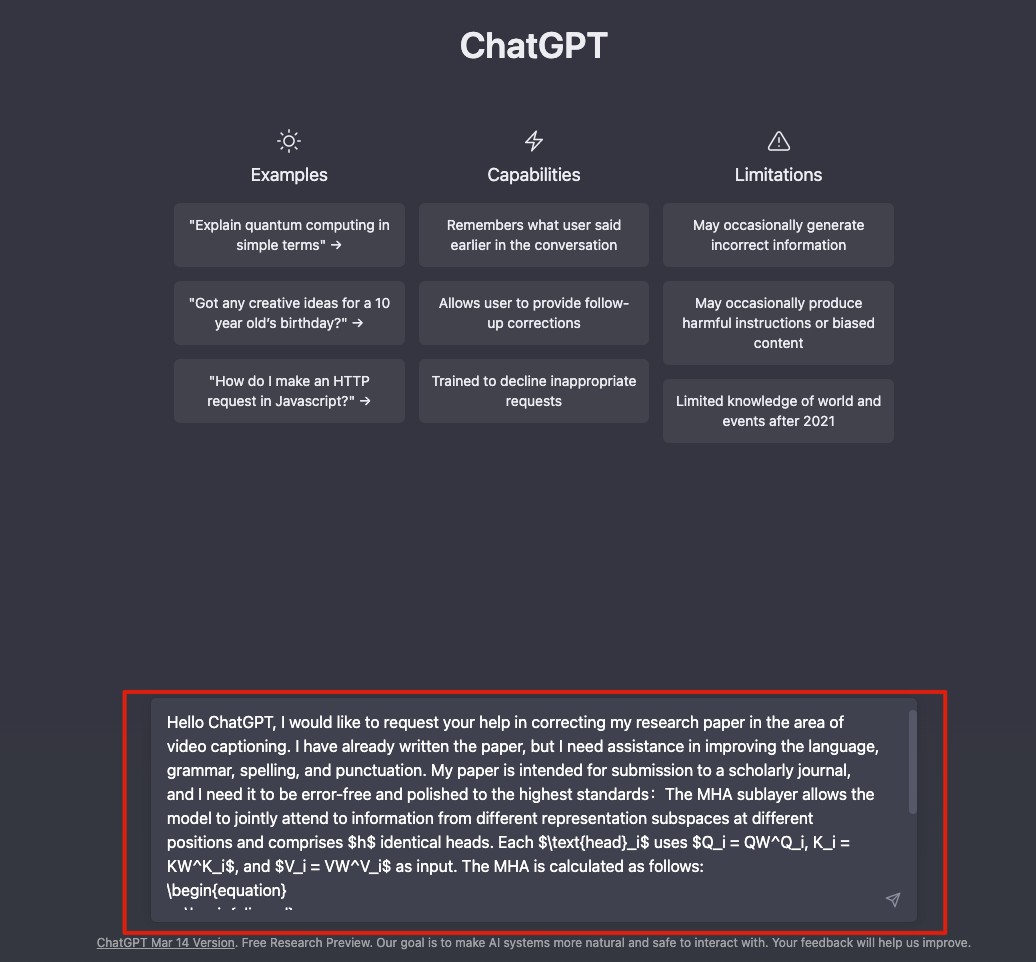 ChatGPT
Examples
"Explain quantum computing in
simple terms" →
"Got any creative ideas for a 10
year old's birthday?" →
"How do I make an HTTP
request in Javascript?" →
Capabilities
Remembers what user said
earlier in the conversation
Allows user to provide follow-
up corrections
Trained to decline inappropriate
requests
Limitations
May occasionally generate
incorrect information
May occasionally produce
harmful instructions or biased
content
Limited knowledge of world and
events after 2021
Hello ChatGPT, I would like to request your help in correcting my research paper in the area of
video captioning. I have already written the paper, but I need assistance in improving the language,
grammar, spelling, and punctuation. My paper is intended for submission to a scholarly journal,
and I need it to be error-free and polished to the highest standards：The MHA sublayer allows the
model to jointly attend to information from different representation subspaces at different
positions and comprises $h$ identical heads. Each $\text{head}_i$ uses $Q_i = QW^Q_i, K_i =
KW^K_i$, and $V_i = VW^V_i$ as input. The MHA is calculated as follows:
\begin{equation}
ChatGPT Mar 14 Version. Free Research Preview. Our goal is to make AI systems more natural and safe to interact with. Your feedback will help us improve.